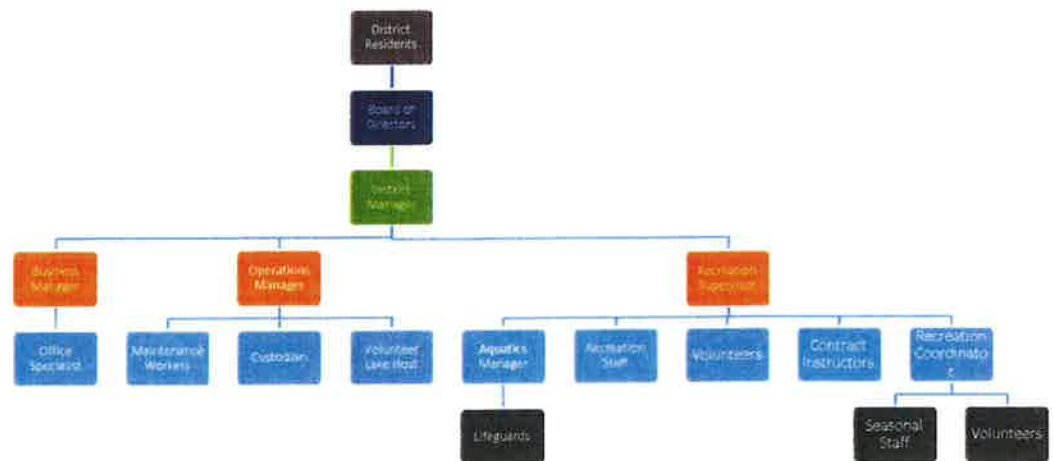 District
Residents
Board of
Directors
District
Manager
Business
Manager
Operations
Manager
Recreation
Supervisor
Office
Specialist
Maintenance
Workers
Custodian
Volunteer
Lake Host
Aquatics
Manager
Recreation
Staff
Volunteers
Contract
Instructors
Recreation
Coordinato
r
Lifeguards
Seasonal
Staff
Volunteers